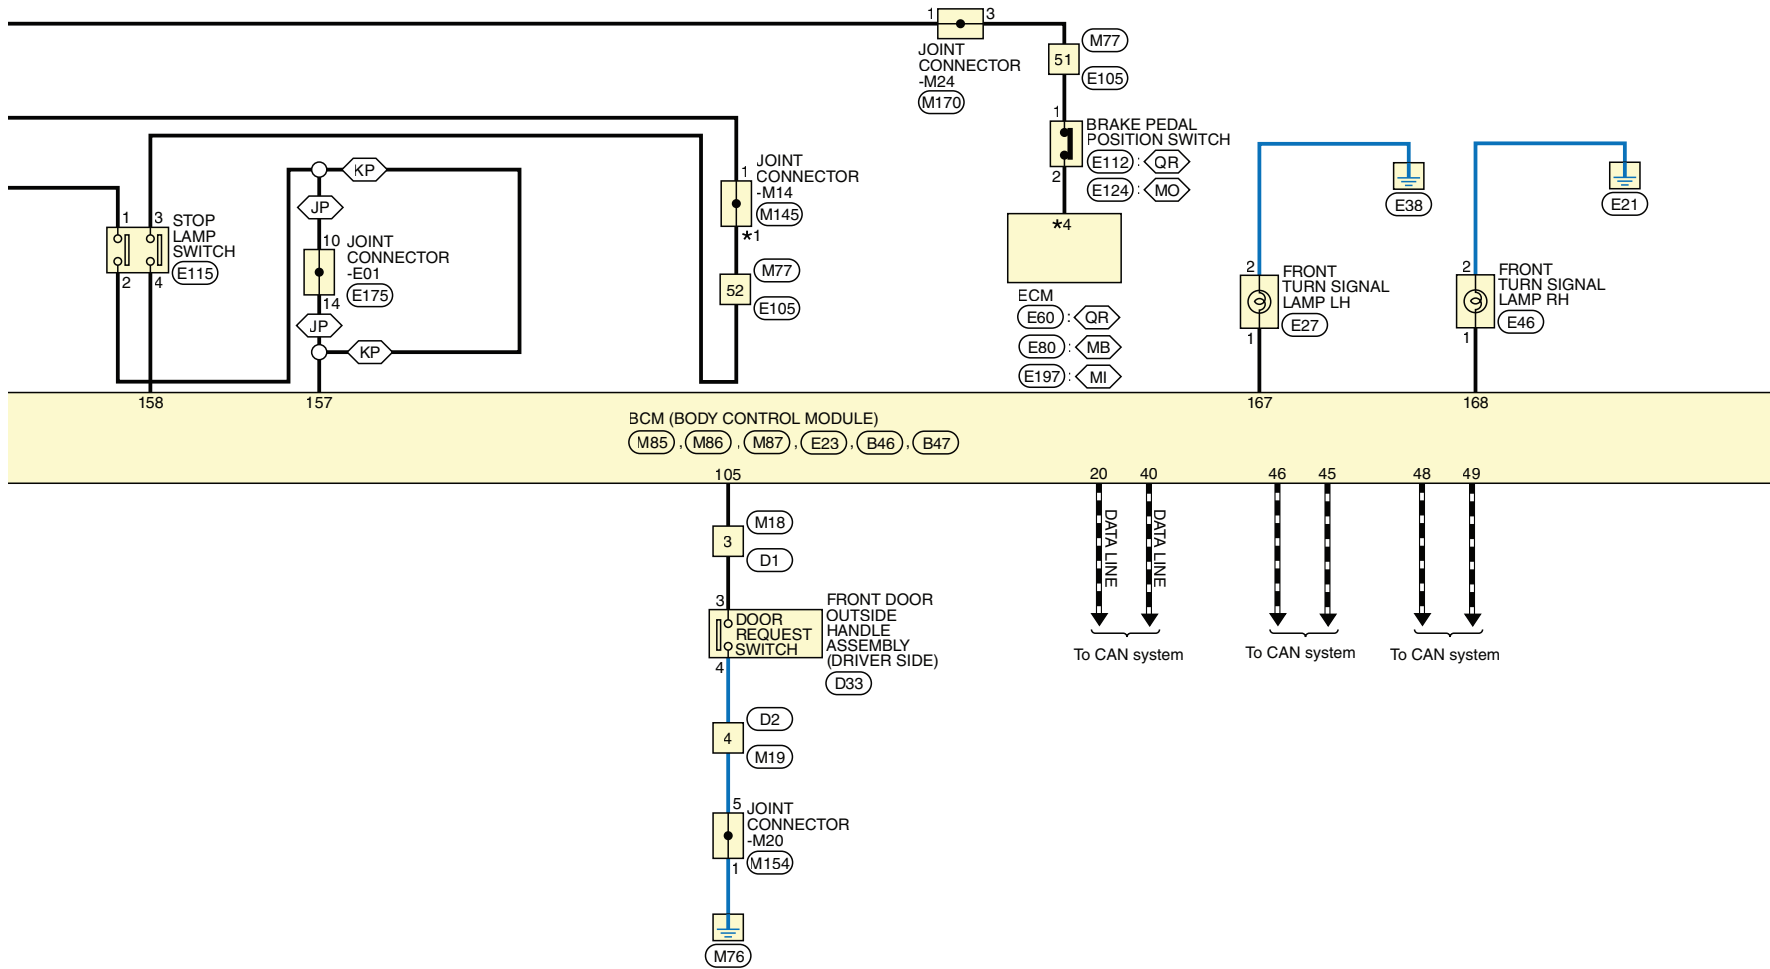 1
3
JOINT
CONNECTOR
-M24
M170
51
M77
E105
1
BRAKE PEDAL
POSITION SWITCH
E112 : QR
E124 : MO
2
*4
ECM
E60 : QR
E80 : MB
E197 : MI
1
JOINT
CONNECTOR
-M14
M145
*1
52
M77
E105
1 3
STOP
LAMP
SWITCH
E115
2 4
KP
JP
10
JOINT
CONNECTOR
-E01
E175
14
JP
KP
E38
2
FRONT
TURN SIGNAL
LAMP LH
E27
1
E21
2
FRONT
TURN SIGNAL
LAMP RH
E46
1
158
157
167
168
BCM (BODY CONTROL MODULE)
M85 , M86 , M87 , E23 , B46 , B47
105
20
40
46
45
48
49
DATA LINE
DATA LINE
To CAN system
To CAN system
To CAN system
3
M18
D1
3
DOOR
REQUEST
SWITCH
4
FRONT DOOR
OUTSIDE
HANDLE
ASSEMBLY
(DRIVER SIDE)
D33
4
D2
M19
5
JOINT
CONNECTOR
-M20
M154
1
M76